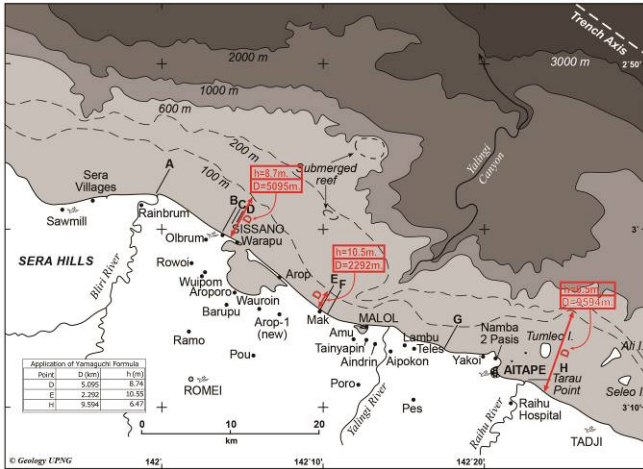 Trench Axis
2° 50'
2000 m
3000 m
1000 m
600 m
200 m
100 m
Submerged
reef
Yalingi
Canyon
A
Sera
Villages
Sawmill
Rainbrum
h=8.7m.
D=5095m.
B
C
D
D
SISSANO
Warapu
Olbrum
3°
SERA HILLS
Bliri River
Rowoi
Wuipom
Aroporo
Barupu
Wauroin
Arop
Arop-1
(new)
Ramo
Pou
ROMEI
h=10.5m.
D=2292m.
E
F
D
Mak
MALOL
Amu
Tainyapin
Aindrin
Aipokon
Lambu
Teles
Poro
Pes
Yalingi River
G
Yakoi
Namba
2 Pasis
AITAPE
h=6.5m.
D=9594m.
D
Tumlec I.
Ali I.
Seleo I.
H
Tarau
Point
Raihu
Hospital
Raihu River
TADJI
3° 10'
Application of Yamaguchi Formula
Point D (km) h (m)
D 5.095 8.74
E 2.292 10.55
H 9.594 6.47
0 10 20
km
© Geology UPNG
142° 142° 10' 142° 20'